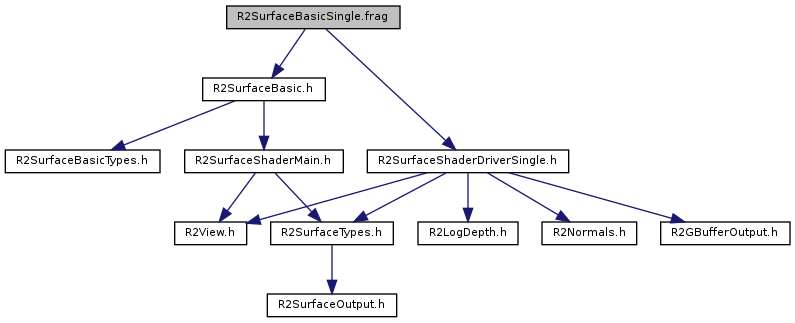 R2SurfaceBasicSingle.frag
R2SurfaceBasic.h
R2SurfaceBasicTypes.h
R2SurfaceShaderMain.h
R2SurfaceShaderDriverSingle.h
R2View.h
R2SurfaceTypes.h
R2LogDepth.h
R2Normals.h
R2GBufferOutput.h
R2SurfaceOutput.h